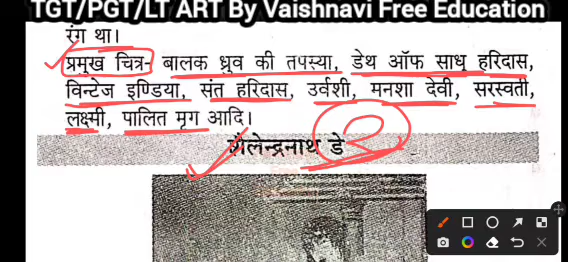 TGT/PGT/LT ART By Vaishnavi Free Education
रंग था।
प्रमुख चित्र- बालक ध्रुव की तपस्या, डेथ ऑफ साधु हरिदास,
विन्टेज इण्डिया, संत हरिदास, उर्वशी, मनशा देवी, सरस्वती,
लक्ष्मी, पालित मृग आदि।
शैलेन्द्रनाथ डे
2